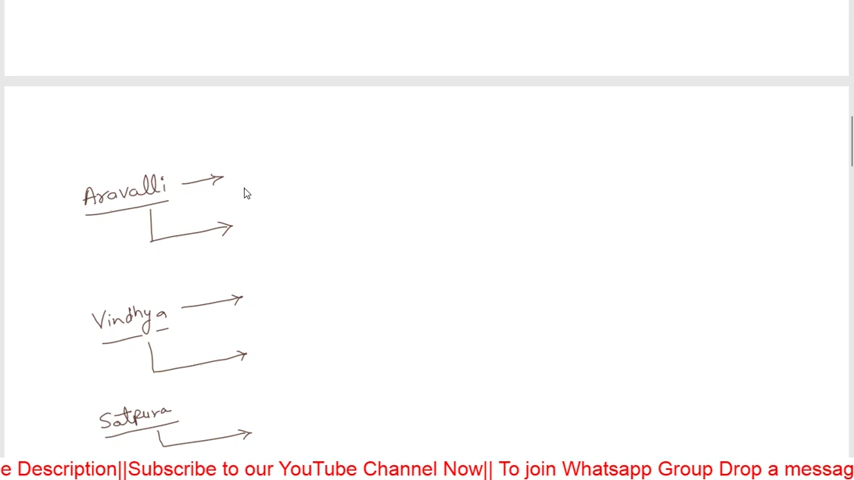 Aravalli
Vindhya
Satpura
e Description||Subscribe to our YouTube Channel Now|| To join Whatsapp Group Drop a messag